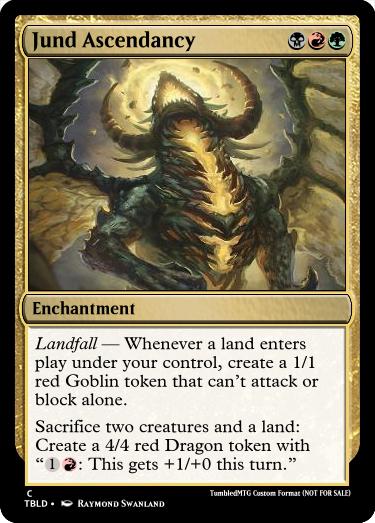 Jund Ascendancy
Enchantment
Landfall — Whenever a land enters
play under your control, create a 1/1
red Goblin token that can't attack or
block alone.
Sacrifice two creatures and a land:
Create a 4/4 red Dragon token with
“1 : This gets +1/+0 this turn.”
C
TBLD • Raymond Swanland
TumbledMTG Custom Format (NOT FOR SALE)